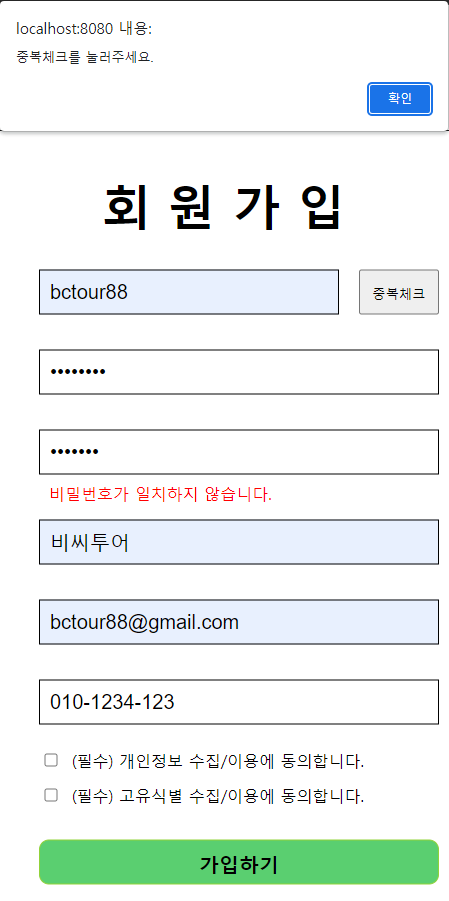 localhost:8080 내용:
중복체크를 눌러주세요.
확인
회 원 가 입
bctour88 중복체크
••••••••
•••••••
비밀번호가 일치하지 않습니다.
비씨투어
bctour88@gmail.com
010-1234-123
(필수) 개인정보 수집/이용에 동의합니다.
(필수) 고유식별 수집/이용에 동의합니다.
가입하기